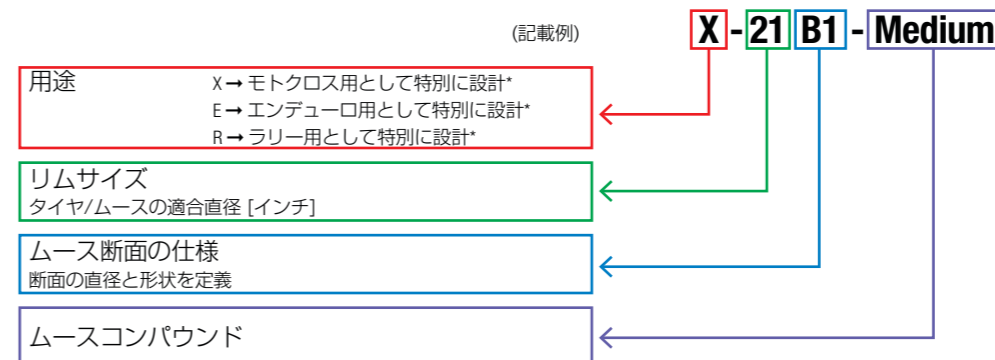 (記載例)
X - 21 B1 - Medium
用途
X→ モトクロス用として特別に設計*
E→ エンデューロ用として特別に設計*
R→ ラリー用として特別に設計*
リムサイズ
タイヤ/ムースの適合直径 [インチ]
ムース断面の仕様
断面の直径と形状を定義
ムースコンパウンド